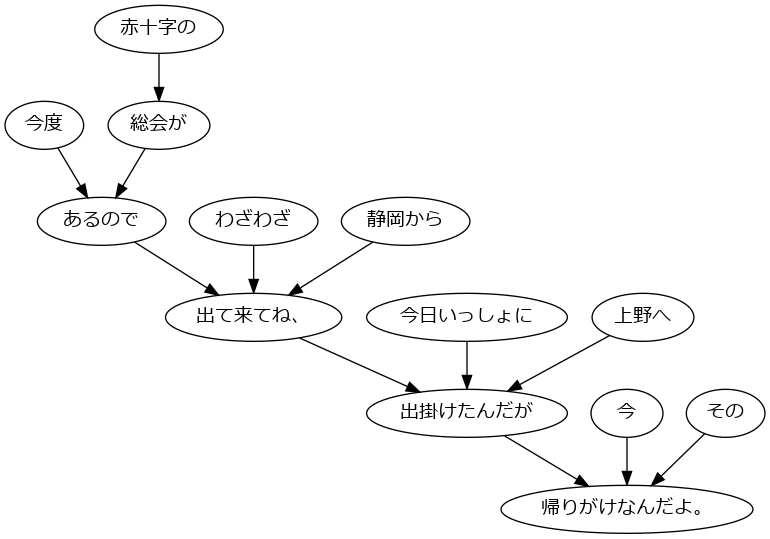 赤十字の
今度
総会が
あるので
わざわざ
静岡から
出て来てね、
今日いっしょに
上野へ
出掛けたんだが
今
その
帰りがけなんだよ。